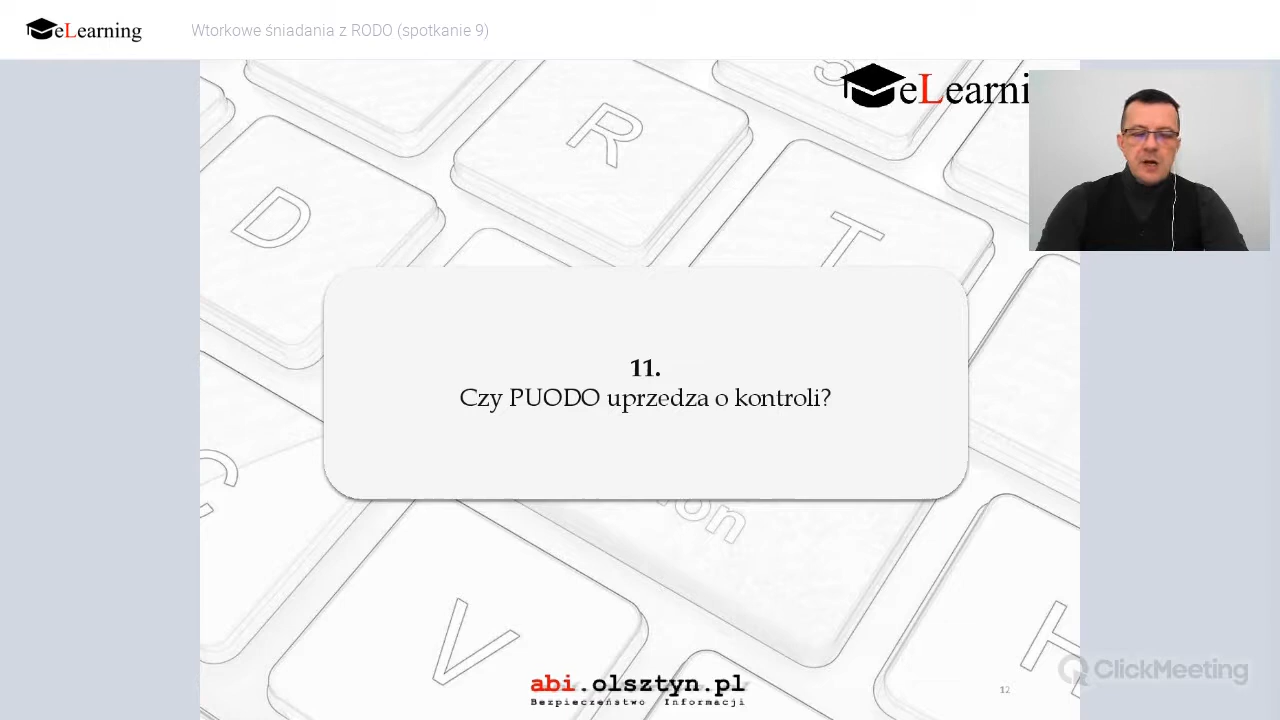 eLearning
Wtorkowe śniadania z RODO (spotkanie 9)
eLearni
R
D
T
11.
Czy PUODO uprzedza o kontroli?
C
ion
V
H
abi.olsztyn.pl
Bezpieczeństwo Informacji
ClickMeeting
12